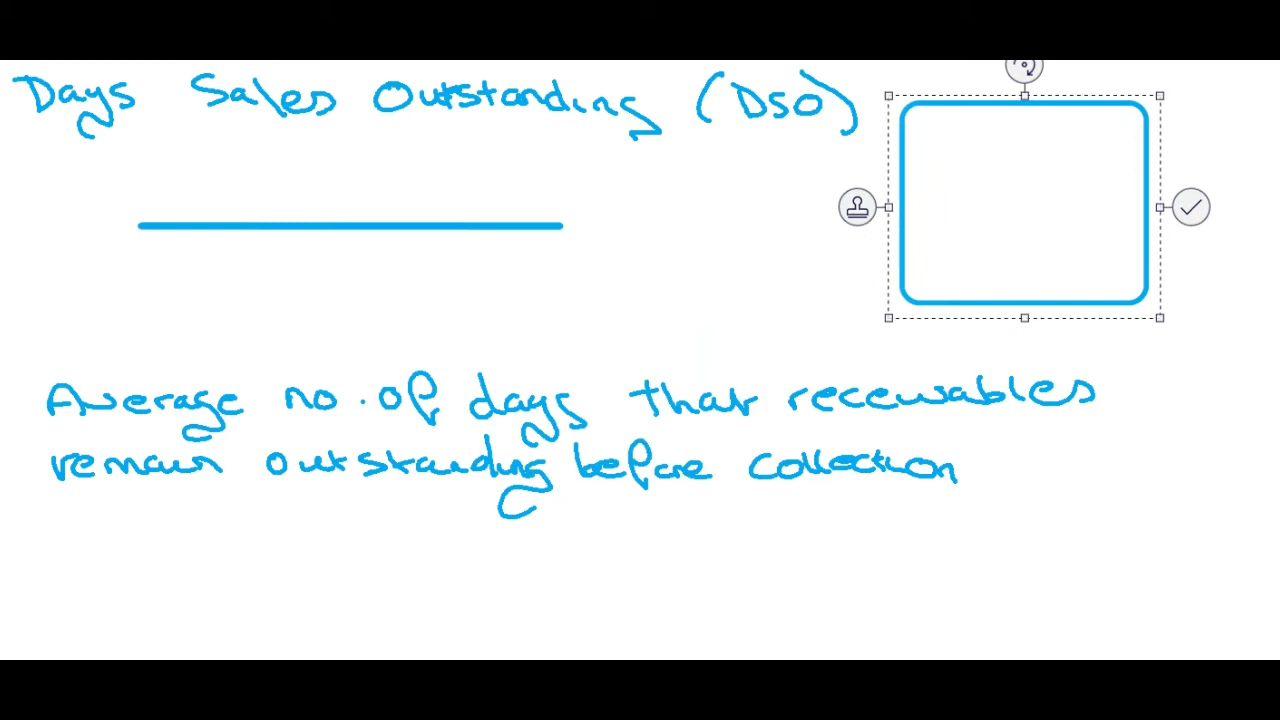 Days Sales Outstanding (DSO)
Average no. of days that receivables
remain outstanding before collection